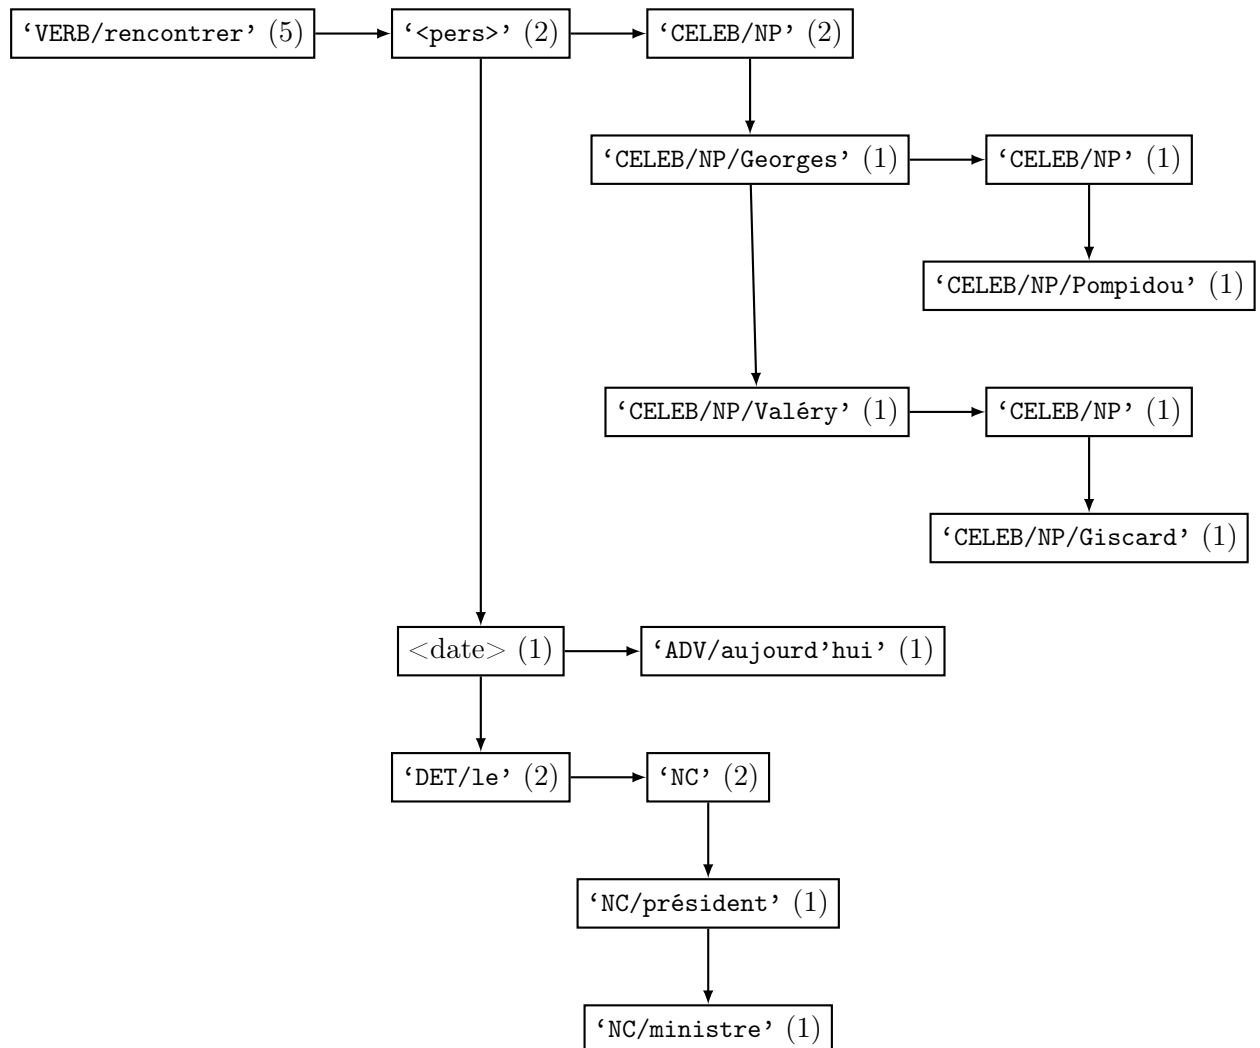 ‘VERB/rencontrer’ (5) ‘<pers>’ (2) ‘CELEB/NP’ (2)
‘CELEB/NP/Georges’ (1) ‘CELEB/NP’ (1)
‘CELEB/NP/Pompidou’ (1)
‘CELEB/NP/Valéry’ (1) ‘CELEB/NP’ (1)
‘CELEB/NP/Giscard’ (1)
<date> (1) ‘ADV/aujourd'hui’ (1)
‘DET/le’ (2) ‘NC’ (2)
‘NC/président’ (1)
‘NC/ministre’ (1)